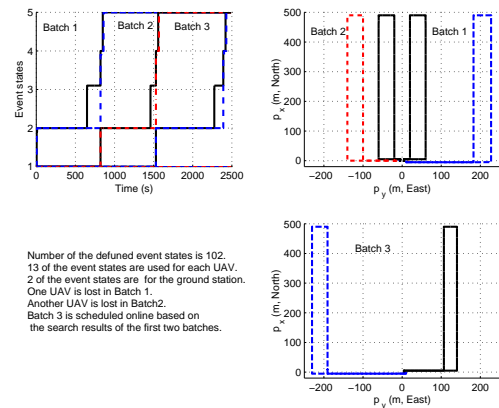 5
4
3
2
1
Event states
Batch 1
Batch 2
Batch 3
0
500
1000
1500
2000
2500
Time (s)
500
400
300
200
100
0
p x (m, North)
Batch 2
Batch 1
−200
−100
0
100
200
p y (m, East)
Number of the defuned event states is 102.
13 of the event states are used for each UAV.
2 of the event states are for the ground station.
One UAV is lost in Batch 1.
Another UAV is lost in Batch2.
Batch 3 is scheduled online based on
the search results of the first two batches.
500
400
300
200
100
0
p x (m, North)
Batch 3
−200
−100
0
100
200
p y (m, East)